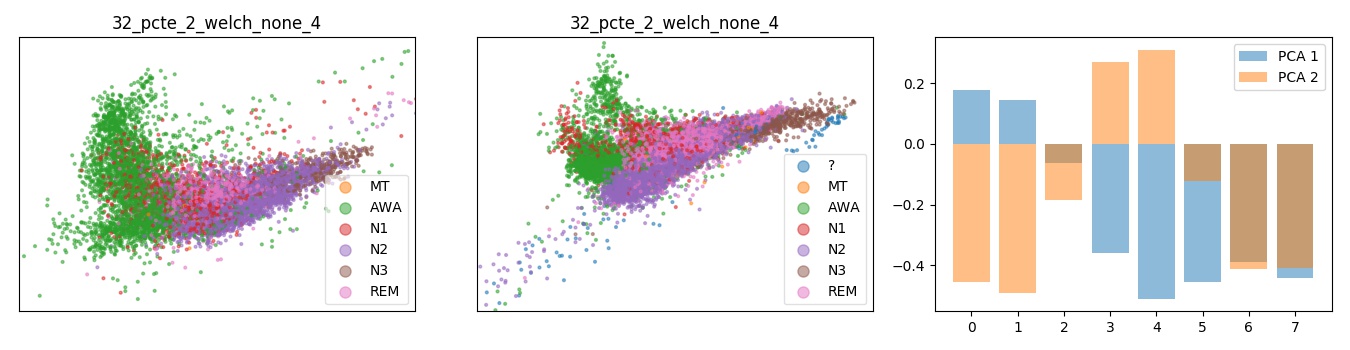 32_pcte_2_welch_none_4
MT
AWA
N1
N2
N3
REM
32_pcte_2_welch_none_4
?
MT
AWA
N1
N2
N3
REM
PCA 1
PCA 2
0.2
0.0
−0.2
−0.4
0 1 2 3 4 5 6 7